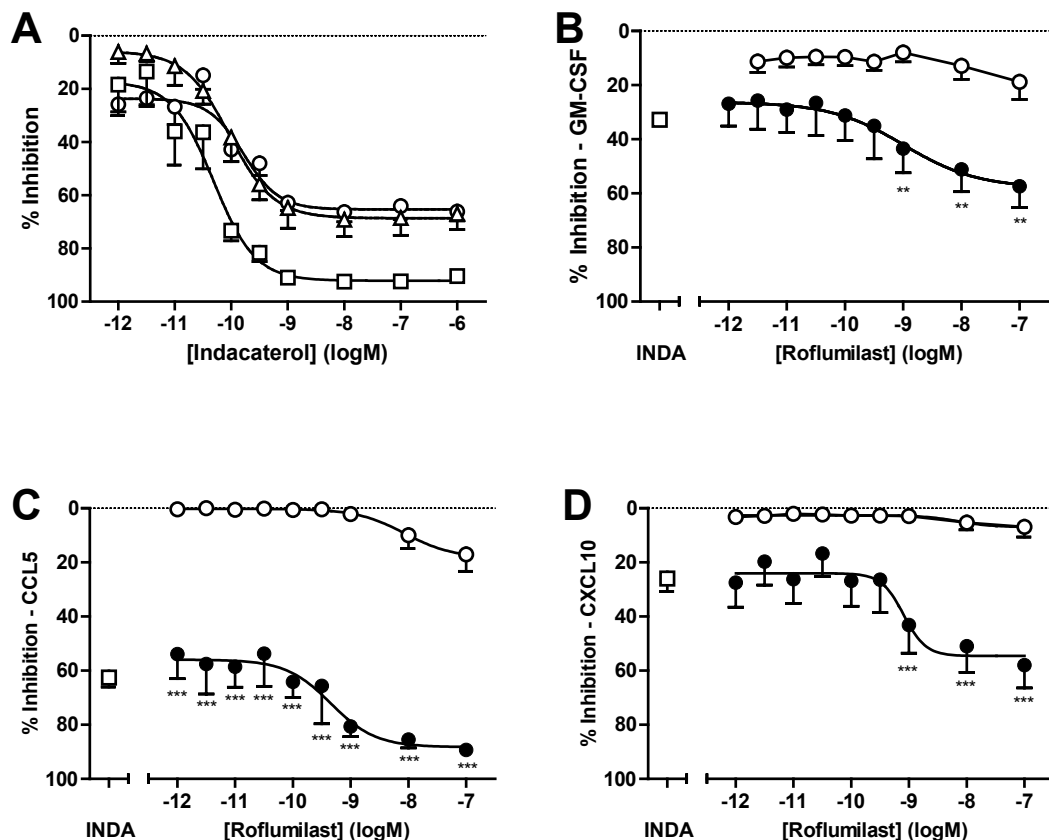 A
% Inhibition
0
20
40
60
80
100
-12 -11 -10 -9 -8 -7 -6
[Indacaterol] (logM)
B
% Inhibition - GM-CSF
0
20
40
60
80
100
** ** **
-12 -11 -10 -9 -8 -7
INDA [Roflumilast] (logM)
C
% Inhibition - CCL5
0
20
40
60
80
100
*** *** *** *** *** *** *** *** ***
-12 -11 -10 -9 -8 -7
INDA [Roflumilast] (logM)
D
% Inhibition - CXCL10
0
20
40
60
80
100
*** *** ***
-12 -11 -10 -9 -8 -7
INDA [Roflumilast] (logM)